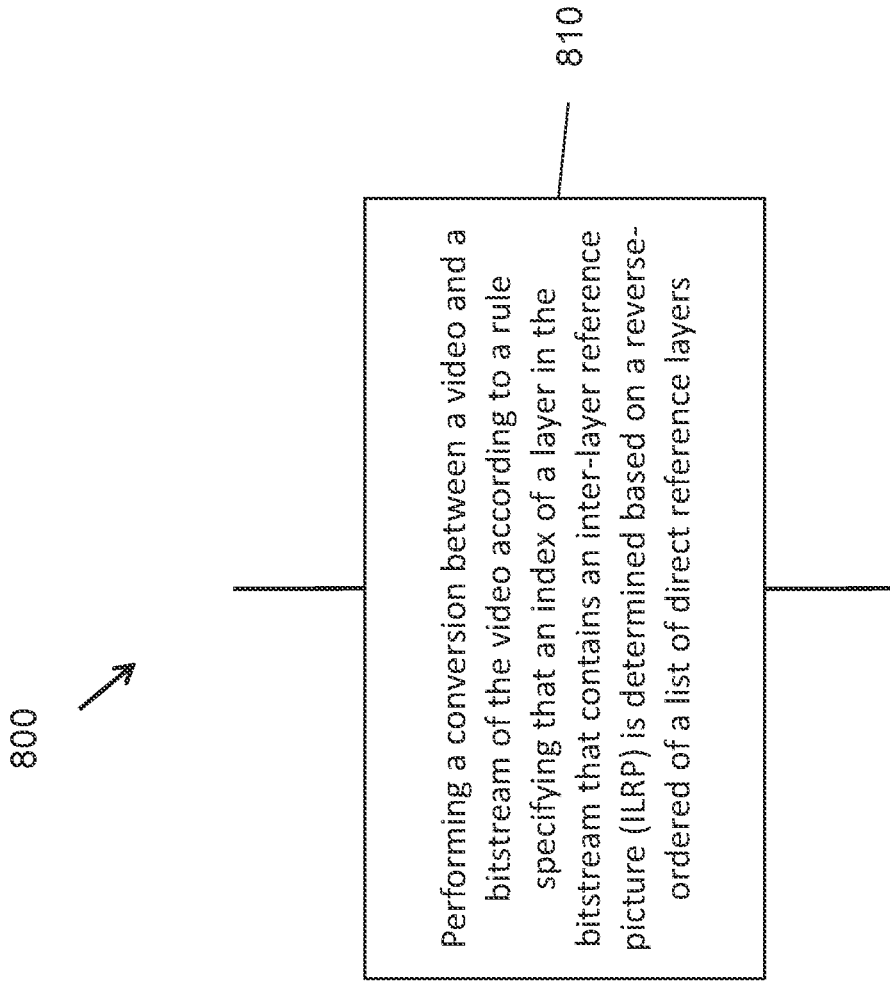 800
810
Performing a conversion between a video and a
bitstream of the video according to a rule
specifying that an index of a layer in the
bitstream that contains an inter-layer reference
picture (ILRP) is determined based on a reverse-
ordered of a list of direct reference layers